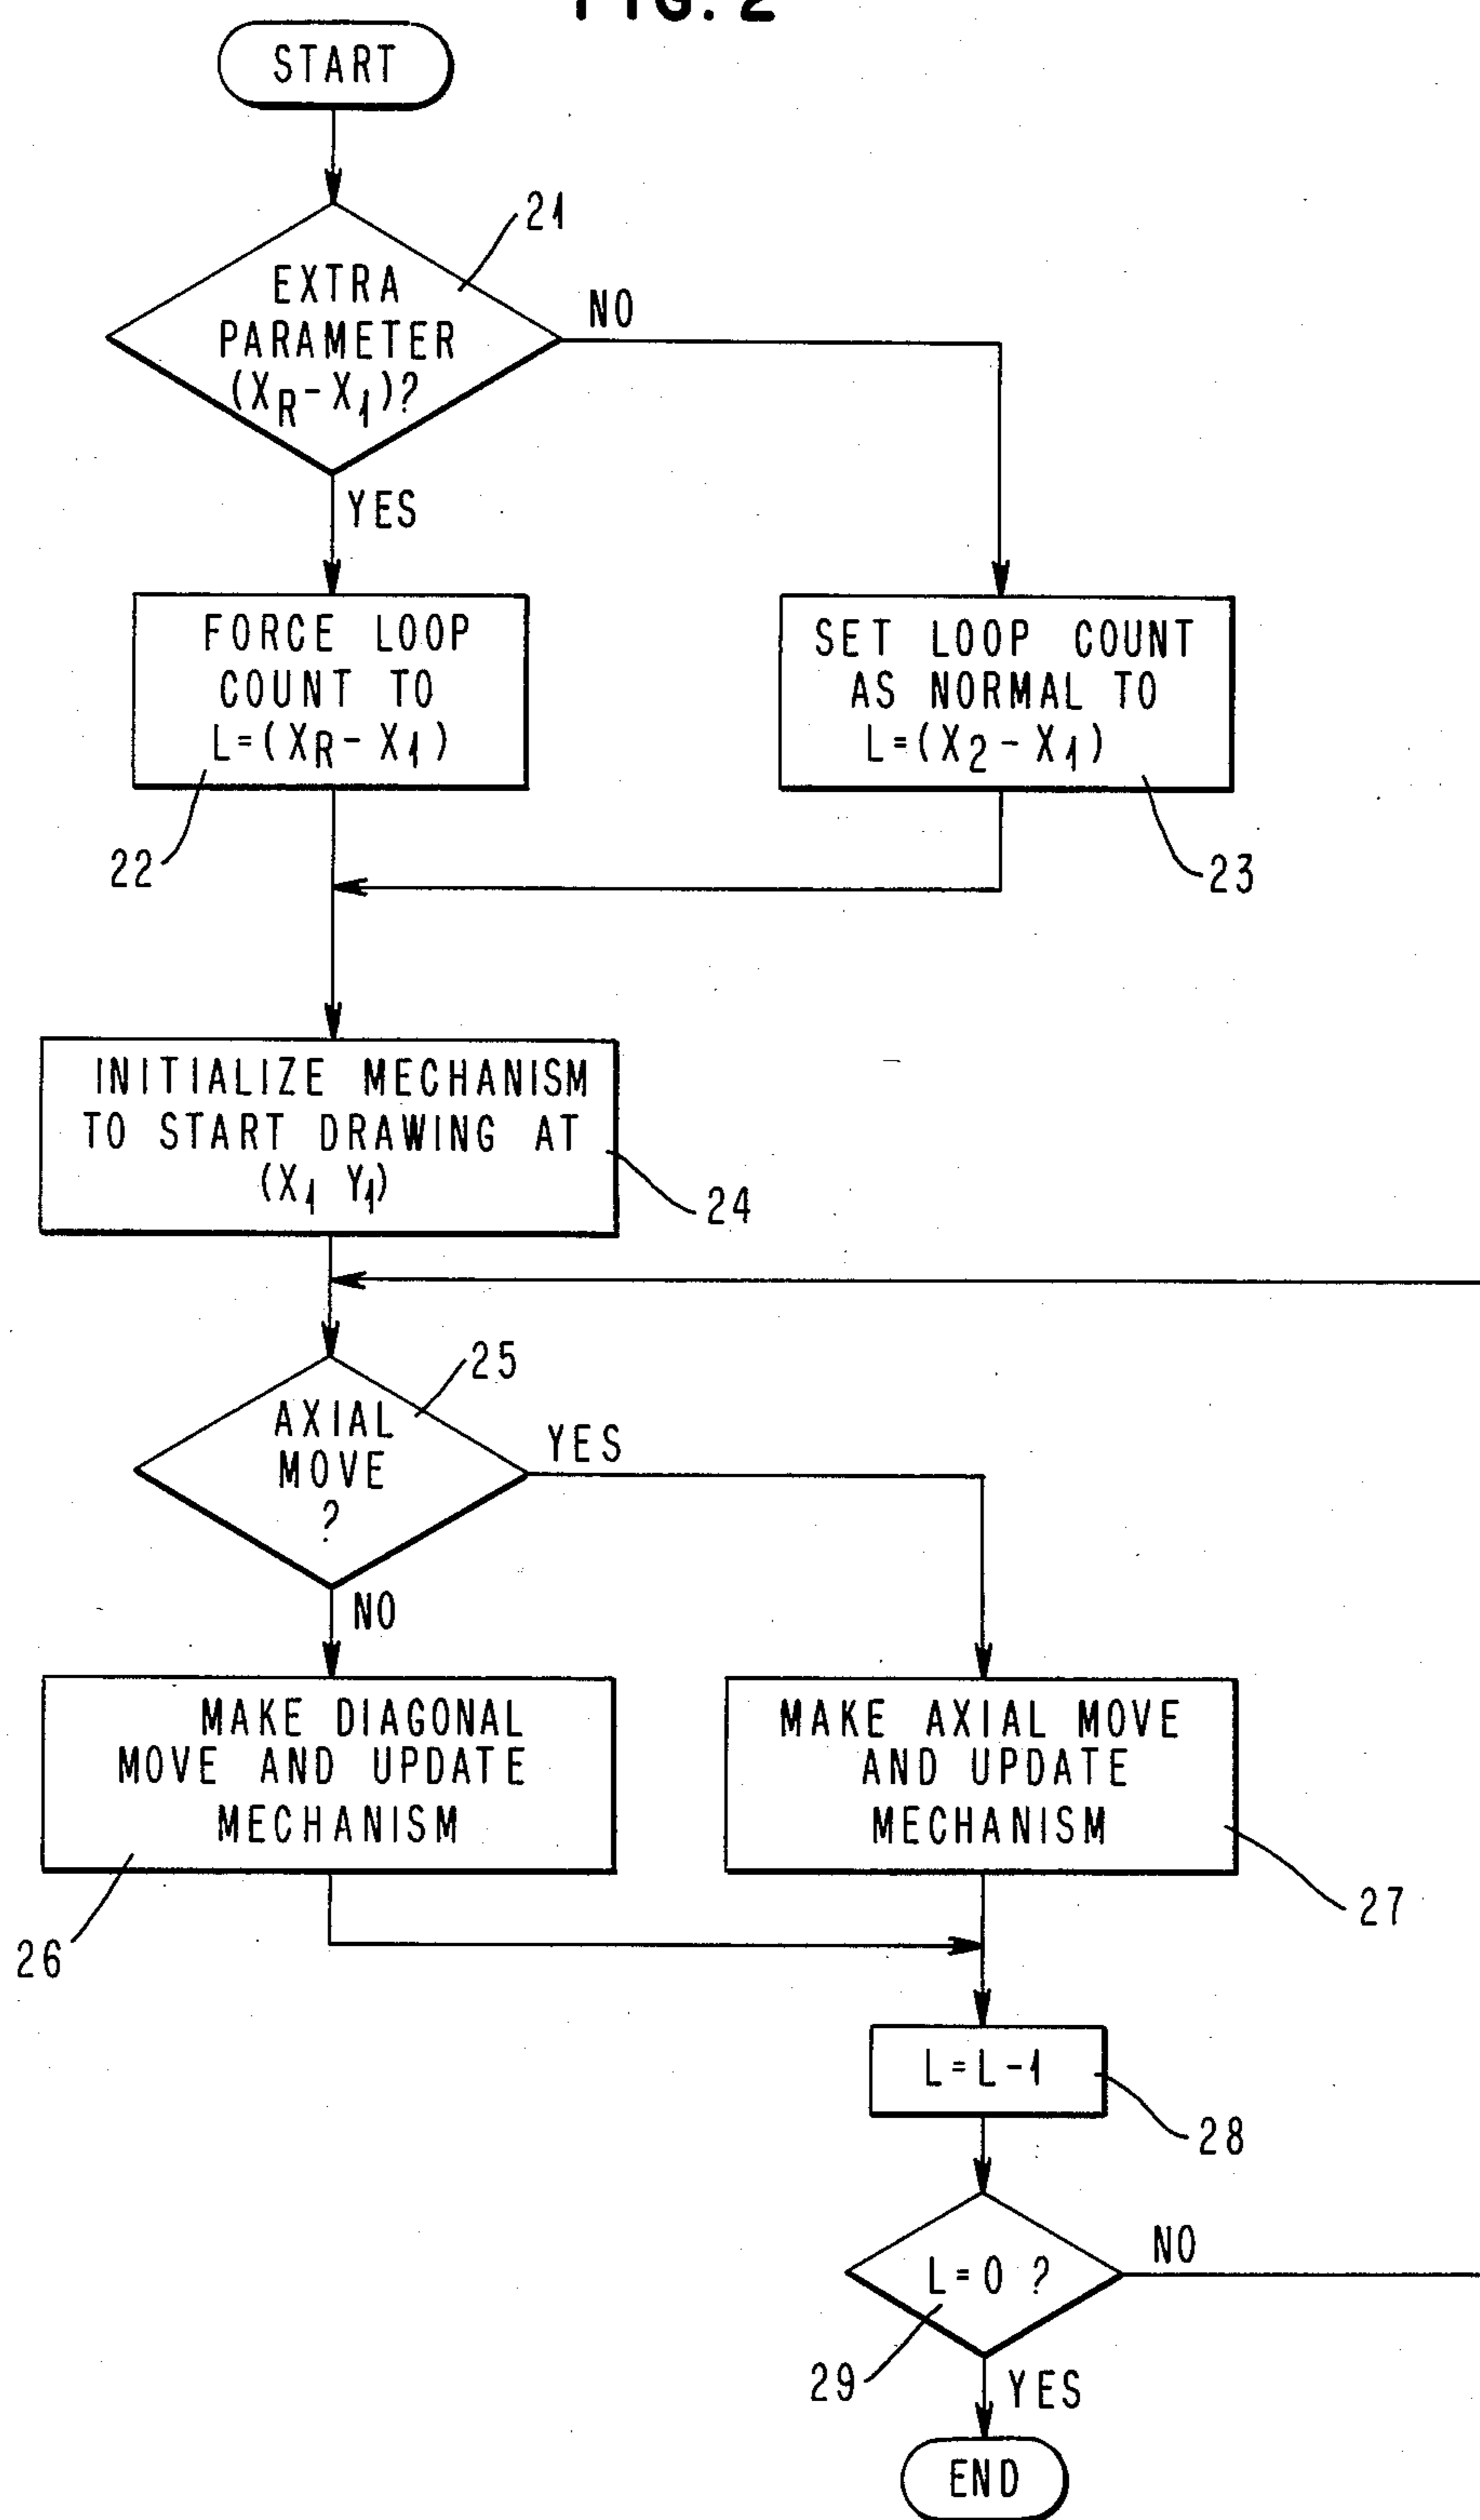 FIG. 2
START
21
EXTRA
PARAMETER
(XR-X1)?
NO
YES
FORCE LOOP
COUNT TO
L=(XR-X1)
22
SET LOOP COUNT
AS NORMAL TO
L=(X2-X1)
23
INITIALIZE MECHANISM
TO START DRAWING AT
(X1 Y1)
24
25
AXIAL
MOVE
?
YES
NO
MAKE DIAGONAL
MOVE AND UPDATE
MECHANISM
26
MAKE AXIAL MOVE
AND UPDATE
MECHANISM
27
L=L-1
28
L=0 ?
NO
29
YES
END